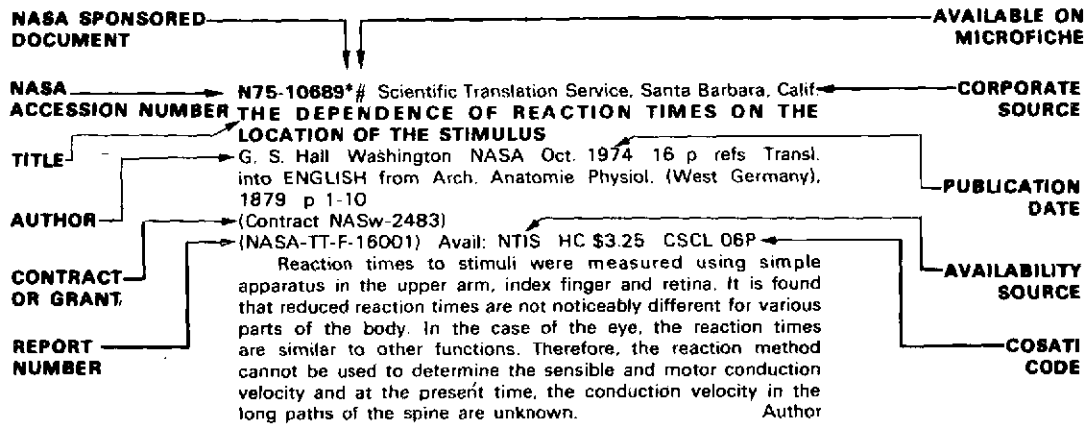 NASA SPONSORED
DOCUMENT
AVAILABLE ON
MICROFICHE
NASA
ACCESSION NUMBER
N75-10689*# Scientific Translation Service, Santa Barbara, Calif
CORPORATE
SOURCE
THE DEPENDENCE OF REACTION TIMES ON THE
LOCATION OF THE STIMULUS
TITLE
G. S. Hall Washington NASA Oct. 1974 16 p refs Transl.
into ENGLISH from Arch. Anatomie Physiol. (West Germany),
1879 p 1-10
PUBLICATION
DATE
AUTHOR
(Contract NASw-2483)
(NASA-TT-F-16001) Avail: NTIS HC $3.25 CSCL 06P
CONTRACT
OR GRANT
AVAILABILITY
SOURCE
Reaction times to stimuli were measured using simple
apparatus in the upper arm, index finger and retina. It is found
that reduced reaction times are not noticeably different for various
parts of the body. In the case of the eye, the reaction times
are similar to other functions. Therefore, the reaction method
cannot be used to determine the sensible and motor conduction
velocity and at the present time, the conduction velocity in the
long paths of the spine are unknown. Author
REPORT
NUMBER
COSATI
CODE